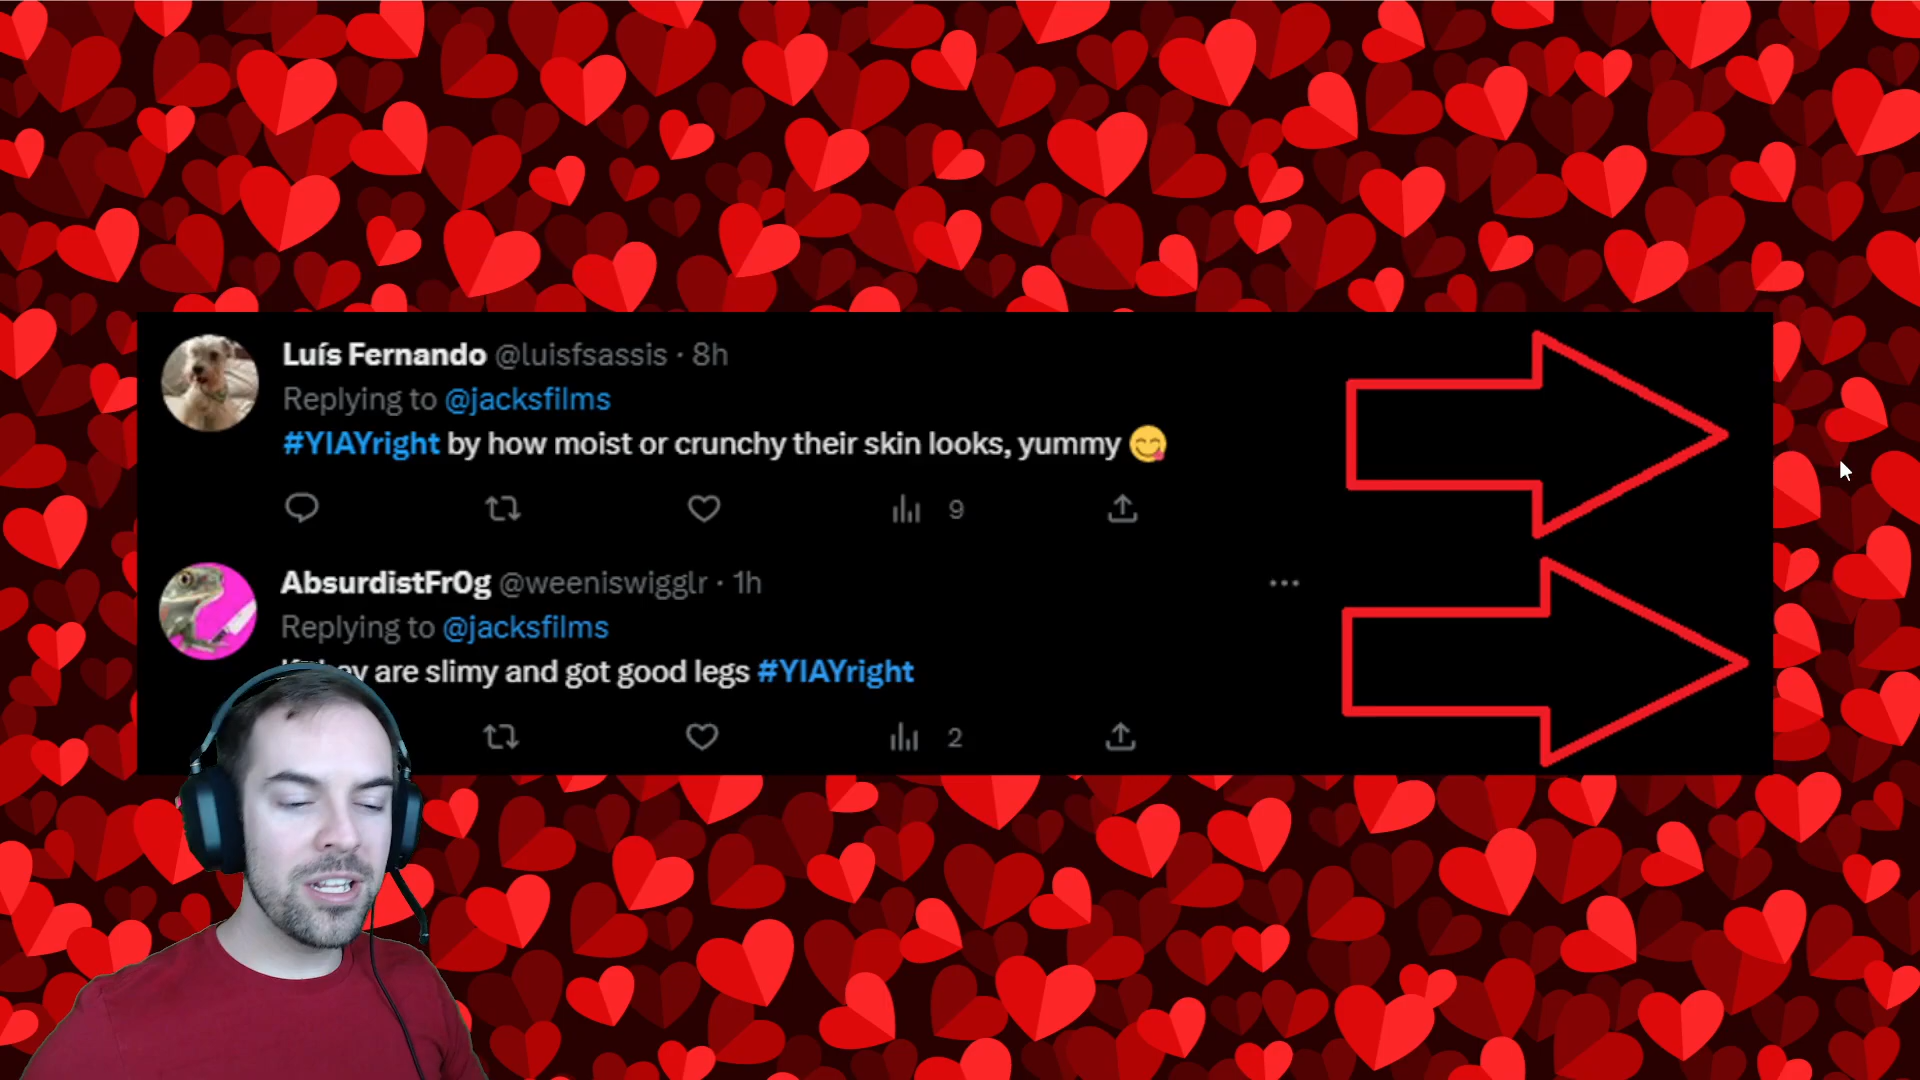 Luís Fernando @luisfsassis · 8h
Replying to @jacksfilms
#YIAYright by how moist or crunchy their skin looks, yummy 😋
9
AbsurdistFr0g @weeniswigglr · 1h
Replying to @jacksfilms
are slimy and got good legs #YIAYright
2